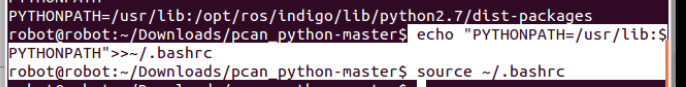 PYTHONPATH=/usr/lib:/opt/ros/indigo/lib/python2.7/dist-packages
robot@robot:~/Downloads/pcan_python-master$ echo "PYTHONPATH=/usr/lib:$
PYTHONPATH">>~/.bashrc
robot@robot:~/Downloads/pcan_python-master$ source ~/.bashrc